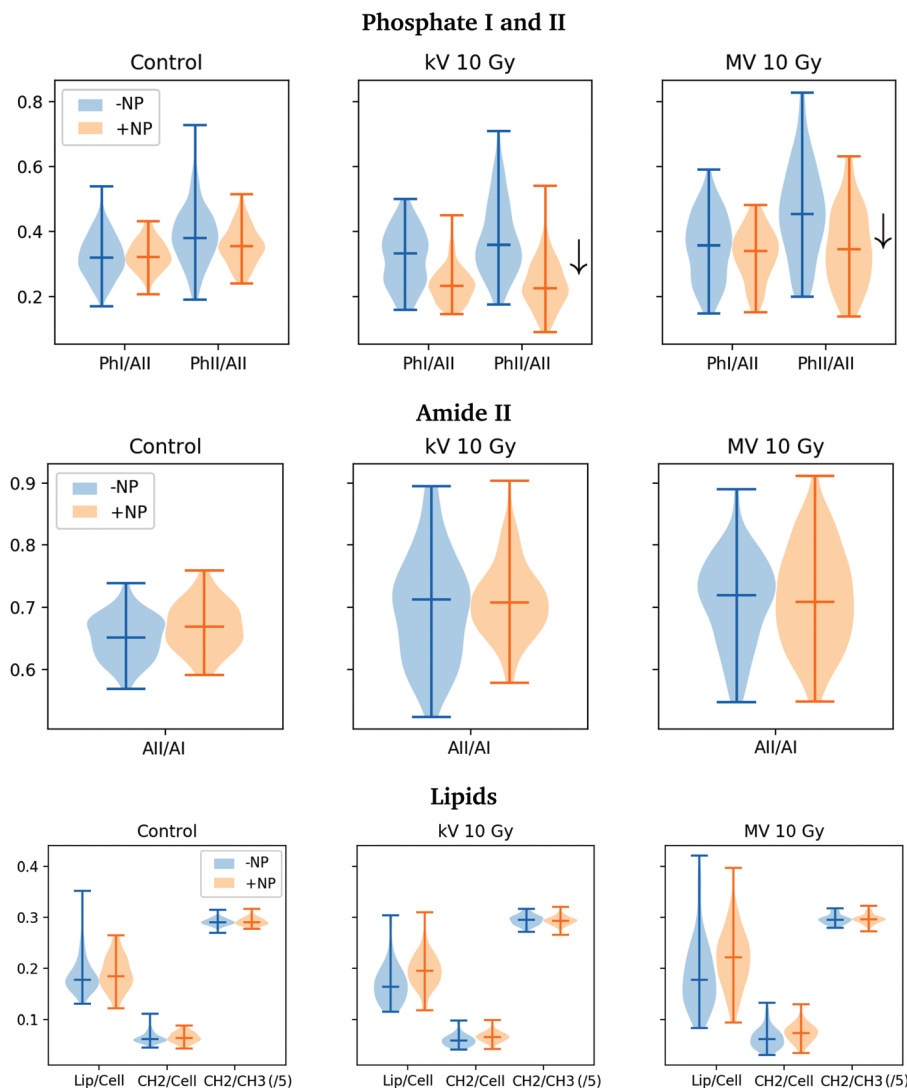 Phosphate I and II
Control
kV 10 Gy
MV 10 Gy
-NP
+NP
0.8
0.6
0.4
0.2
PhI/AII PhII/AII
PhI/AII PhII/AII
PhI/AII PhII/AII
Amide II
Control
kV 10 Gy
MV 10 Gy
-NP
+NP
0.9
0.8
0.7
0.6
AII/AI
AII/AI
AII/AI
Lipids
Control
kV 10 Gy
MV 10 Gy
-NP
+NP
0.4
0.3
0.2
0.1
Lip/Cell CH2/Cell CH2/CH3 (/5)
Lip/Cell CH2/Cell CH2/CH3 (/5)
Lip/Cell CH2/Cell CH2/CH3 (/5)